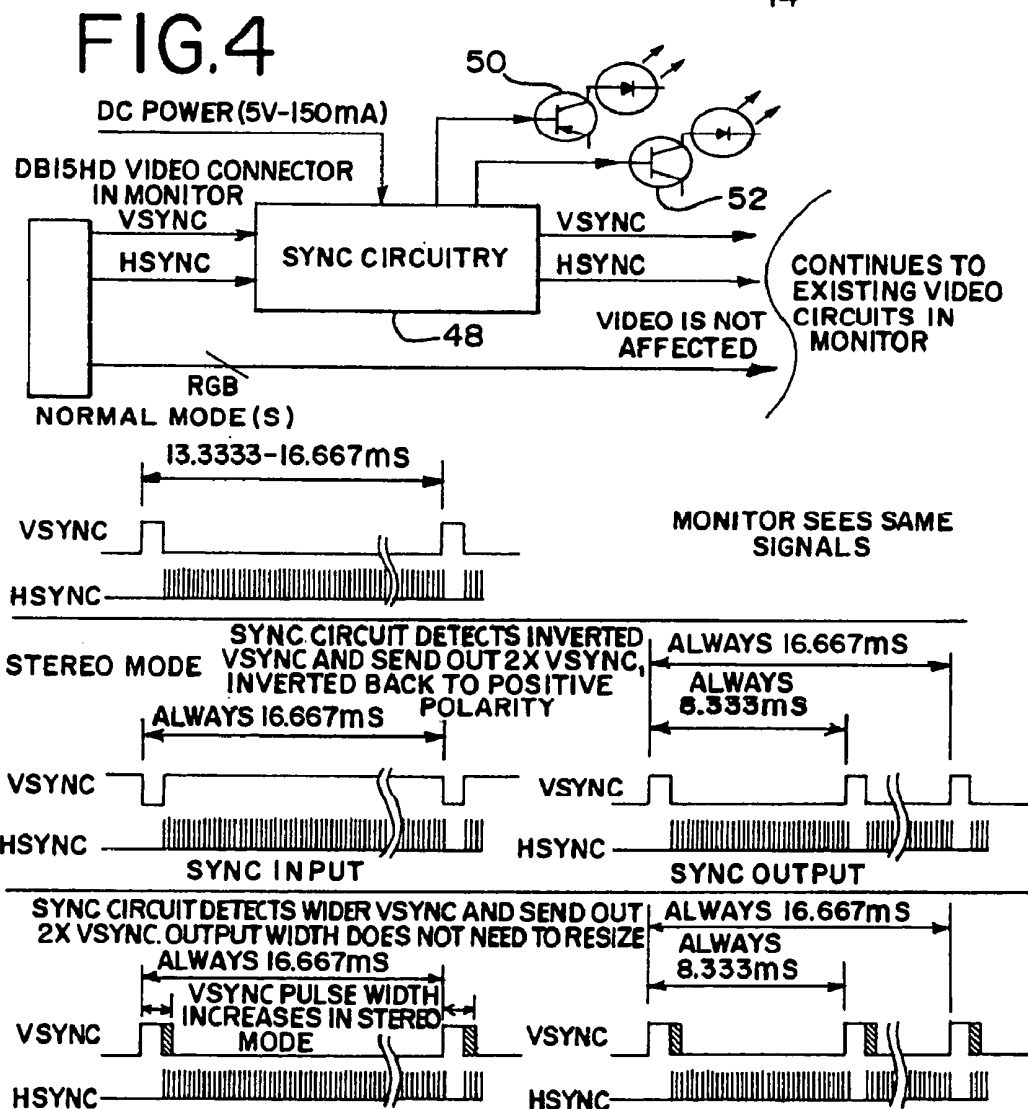 14
FIG.4
50
DC POWER (5V-150mA)
DB15HD VIDEO CONNECTOR
IN MONITOR
VSYNC
HSYNC
SYNC CIRCUITRY
52
VSYNC
HSYNC
CONTINUES TO
EXISTING VIDEO
CIRCUITS IN
MONITOR
48
VIDEO IS NOT
AFFECTED
RGB
NORMAL MODE(S)
13.3333-16.667mS
VSYNC
HSYNC
MONITOR SEES SAME
SIGNALS
STEREO MODE
SYNC CIRCUIT DETECTS INVERTED
VSYNC AND SEND OUT 2X VSYNC,
INVERTED BACK TO POSITIVE
POLARITY
ALWAYS 16.667mS
VSYNC
HSYNC
SYNC INPUT
ALWAYS 16.667mS
ALWAYS
8.333mS
VSYNC
HSYNC
SYNC OUTPUT
SYNC CIRCUIT DETECTS WIDER VSYNC AND SEND OUT
2X VSYNC. OUTPUT WIDTH DOES NOT NEED TO RESIZE
ALWAYS 16.667mS
VSYNC PULSE WIDTH
INCREASES IN STEREO
MODE
VSYNC
HSYNC
ALWAYS 16.667mS
ALWAYS
8.333mS
VSYNC
HSYNC